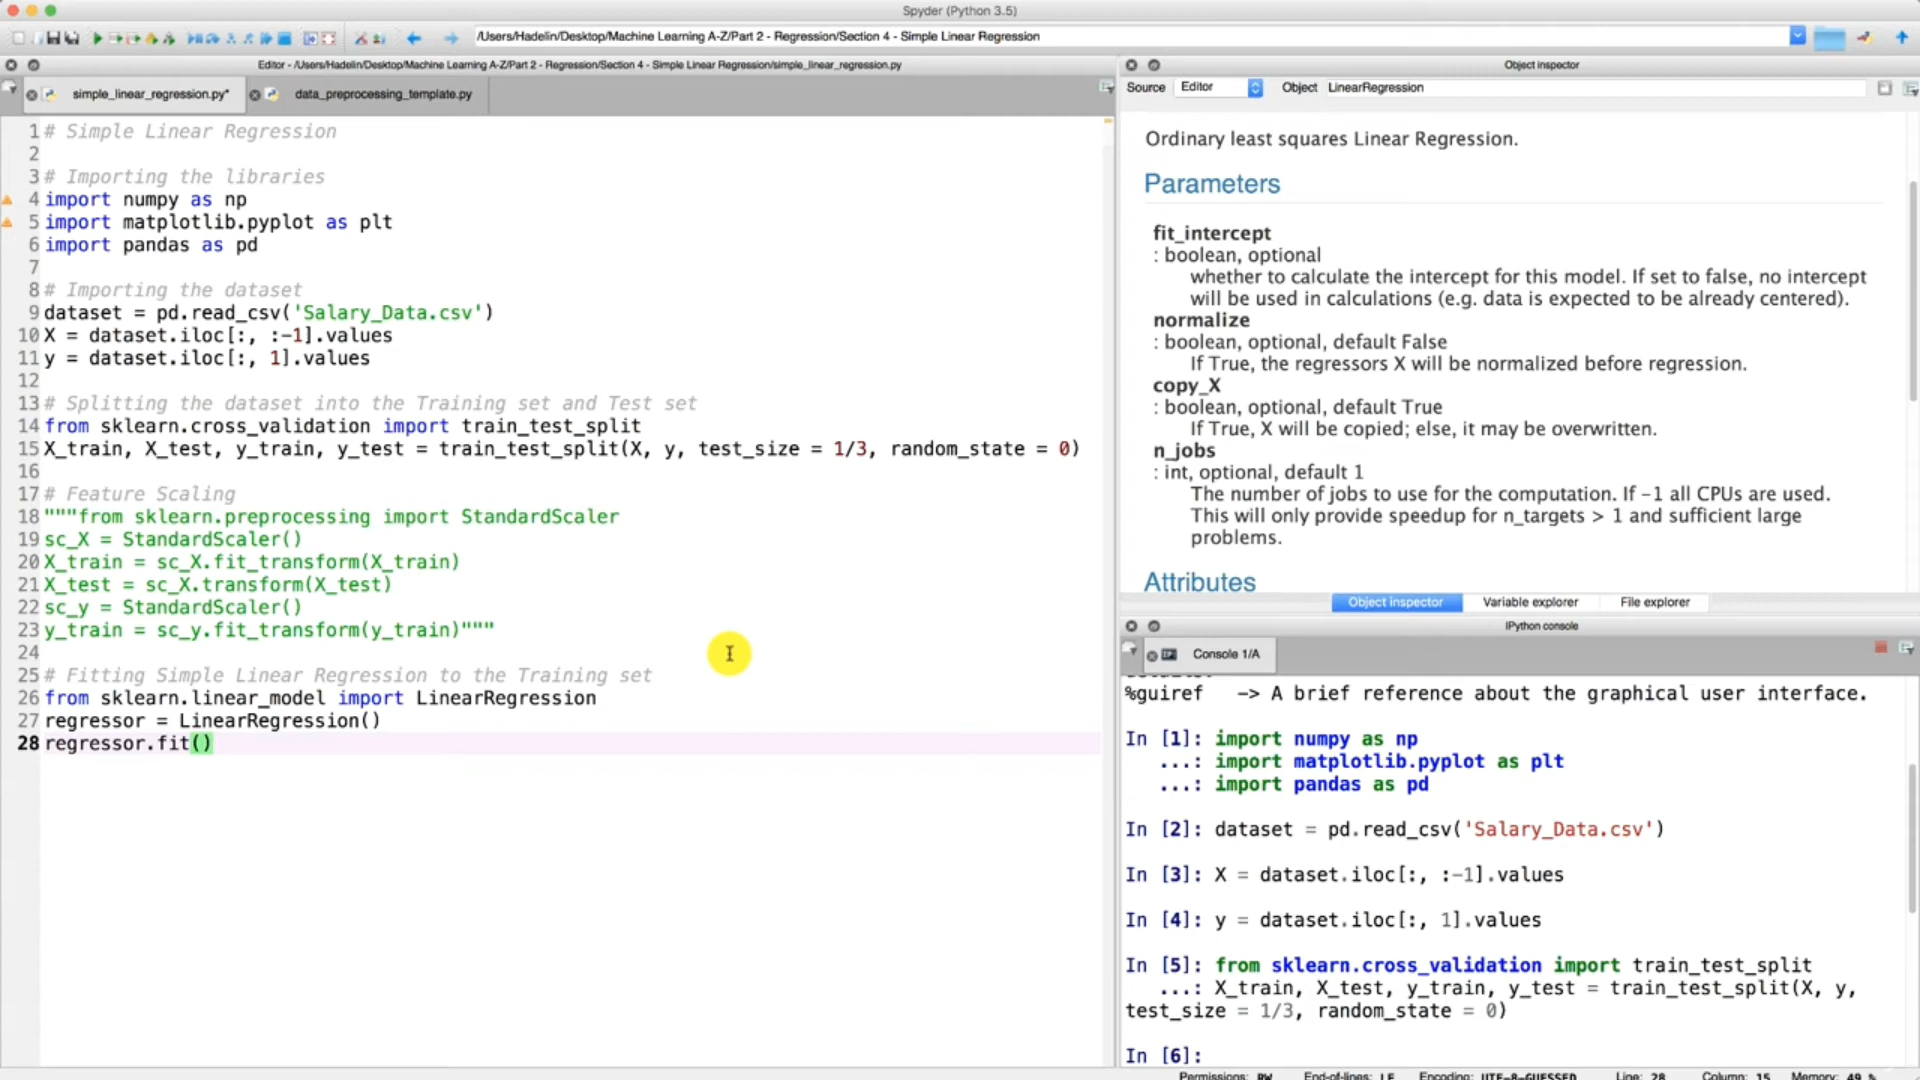 Spyder (Python 3.5)
/Users/Hadelin/Desktop/Machine Learning A-Z/Part 2 - Regression/Section 4 - Simple Linear Regression
Editor - /Users/Hadelin/Desktop/Machine Learning A-Z/Part 2 - Regression/Section 4 - Simple Linear Regression/simple_linear_regression.py
simple_linear_regression.py* data_preprocessing_template.py
1 # Simple Linear Regression
2
3 # Importing the libraries
4 import numpy as np
5 import matplotlib.pyplot as plt
6 import pandas as pd
7
8 # Importing the dataset
9 dataset = pd.read_csv('Salary_Data.csv')
10 X = dataset.iloc[:, :-1].values
11 y = dataset.iloc[:, 1].values
12
13 # Splitting the dataset into the Training set and Test set
14 from sklearn.cross_validation import train_test_split
15 X_train, X_test, y_train, y_test = train_test_split(X, y, test_size = 1/3, random_state = 0)
16
17 # Feature Scaling
18 """from sklearn.preprocessing import StandardScaler
19 sc_X = StandardScaler()
20 X_train = sc_X.fit_transform(X_train)
21 X_test = sc_X.transform(X_test)
22 sc_y = StandardScaler()
23 y_train = sc_y.fit_transform(y_train)"""
24
25 # Fitting Simple Linear Regression to the Training set
26 from sklearn.linear_model import LinearRegression
27 regressor = LinearRegression()
28 regressor.fit()
Object inspector
Source Editor Object LinearRegression
Ordinary least squares Linear Regression.
Parameters
fit_intercept
: boolean, optional
whether to calculate the intercept for this model. If set to false, no intercept
will be used in calculations (e.g. data is expected to be already centered).
normalize
: boolean, optional, default False
If True, the regressors X will be normalized before regression.
copy_X
: boolean, optional, default True
If True, X will be copied; else, it may be overwritten.
n_jobs
: int, optional, default 1
The number of jobs to use for the computation. If -1 all CPUs are used.
This will only provide speedup for n_targets > 1 and sufficient large
problems.
Attributes
Object inspector Variable explorer File explorer
IPython console
Console 1/A
details.
%guiref -> A brief reference about the graphical user interface.
In [1]: import numpy as np
...: import matplotlib.pyplot as plt
...: import pandas as pd
In [2]: dataset = pd.read_csv('Salary_Data.csv')
In [3]: X = dataset.iloc[:, :-1].values
In [4]: y = dataset.iloc[:, 1].values
In [5]: from sklearn.cross_validation import train_test_split
...: X_train, X_test, y_train, y_test = train_test_split(X, y,
test_size = 1/3, random_state = 0)
In [6]:
Permissions: RW End-of-lines: LF Encoding: UTF-8-GUESSED Line: 28 Column: 15 Memory: 49 %